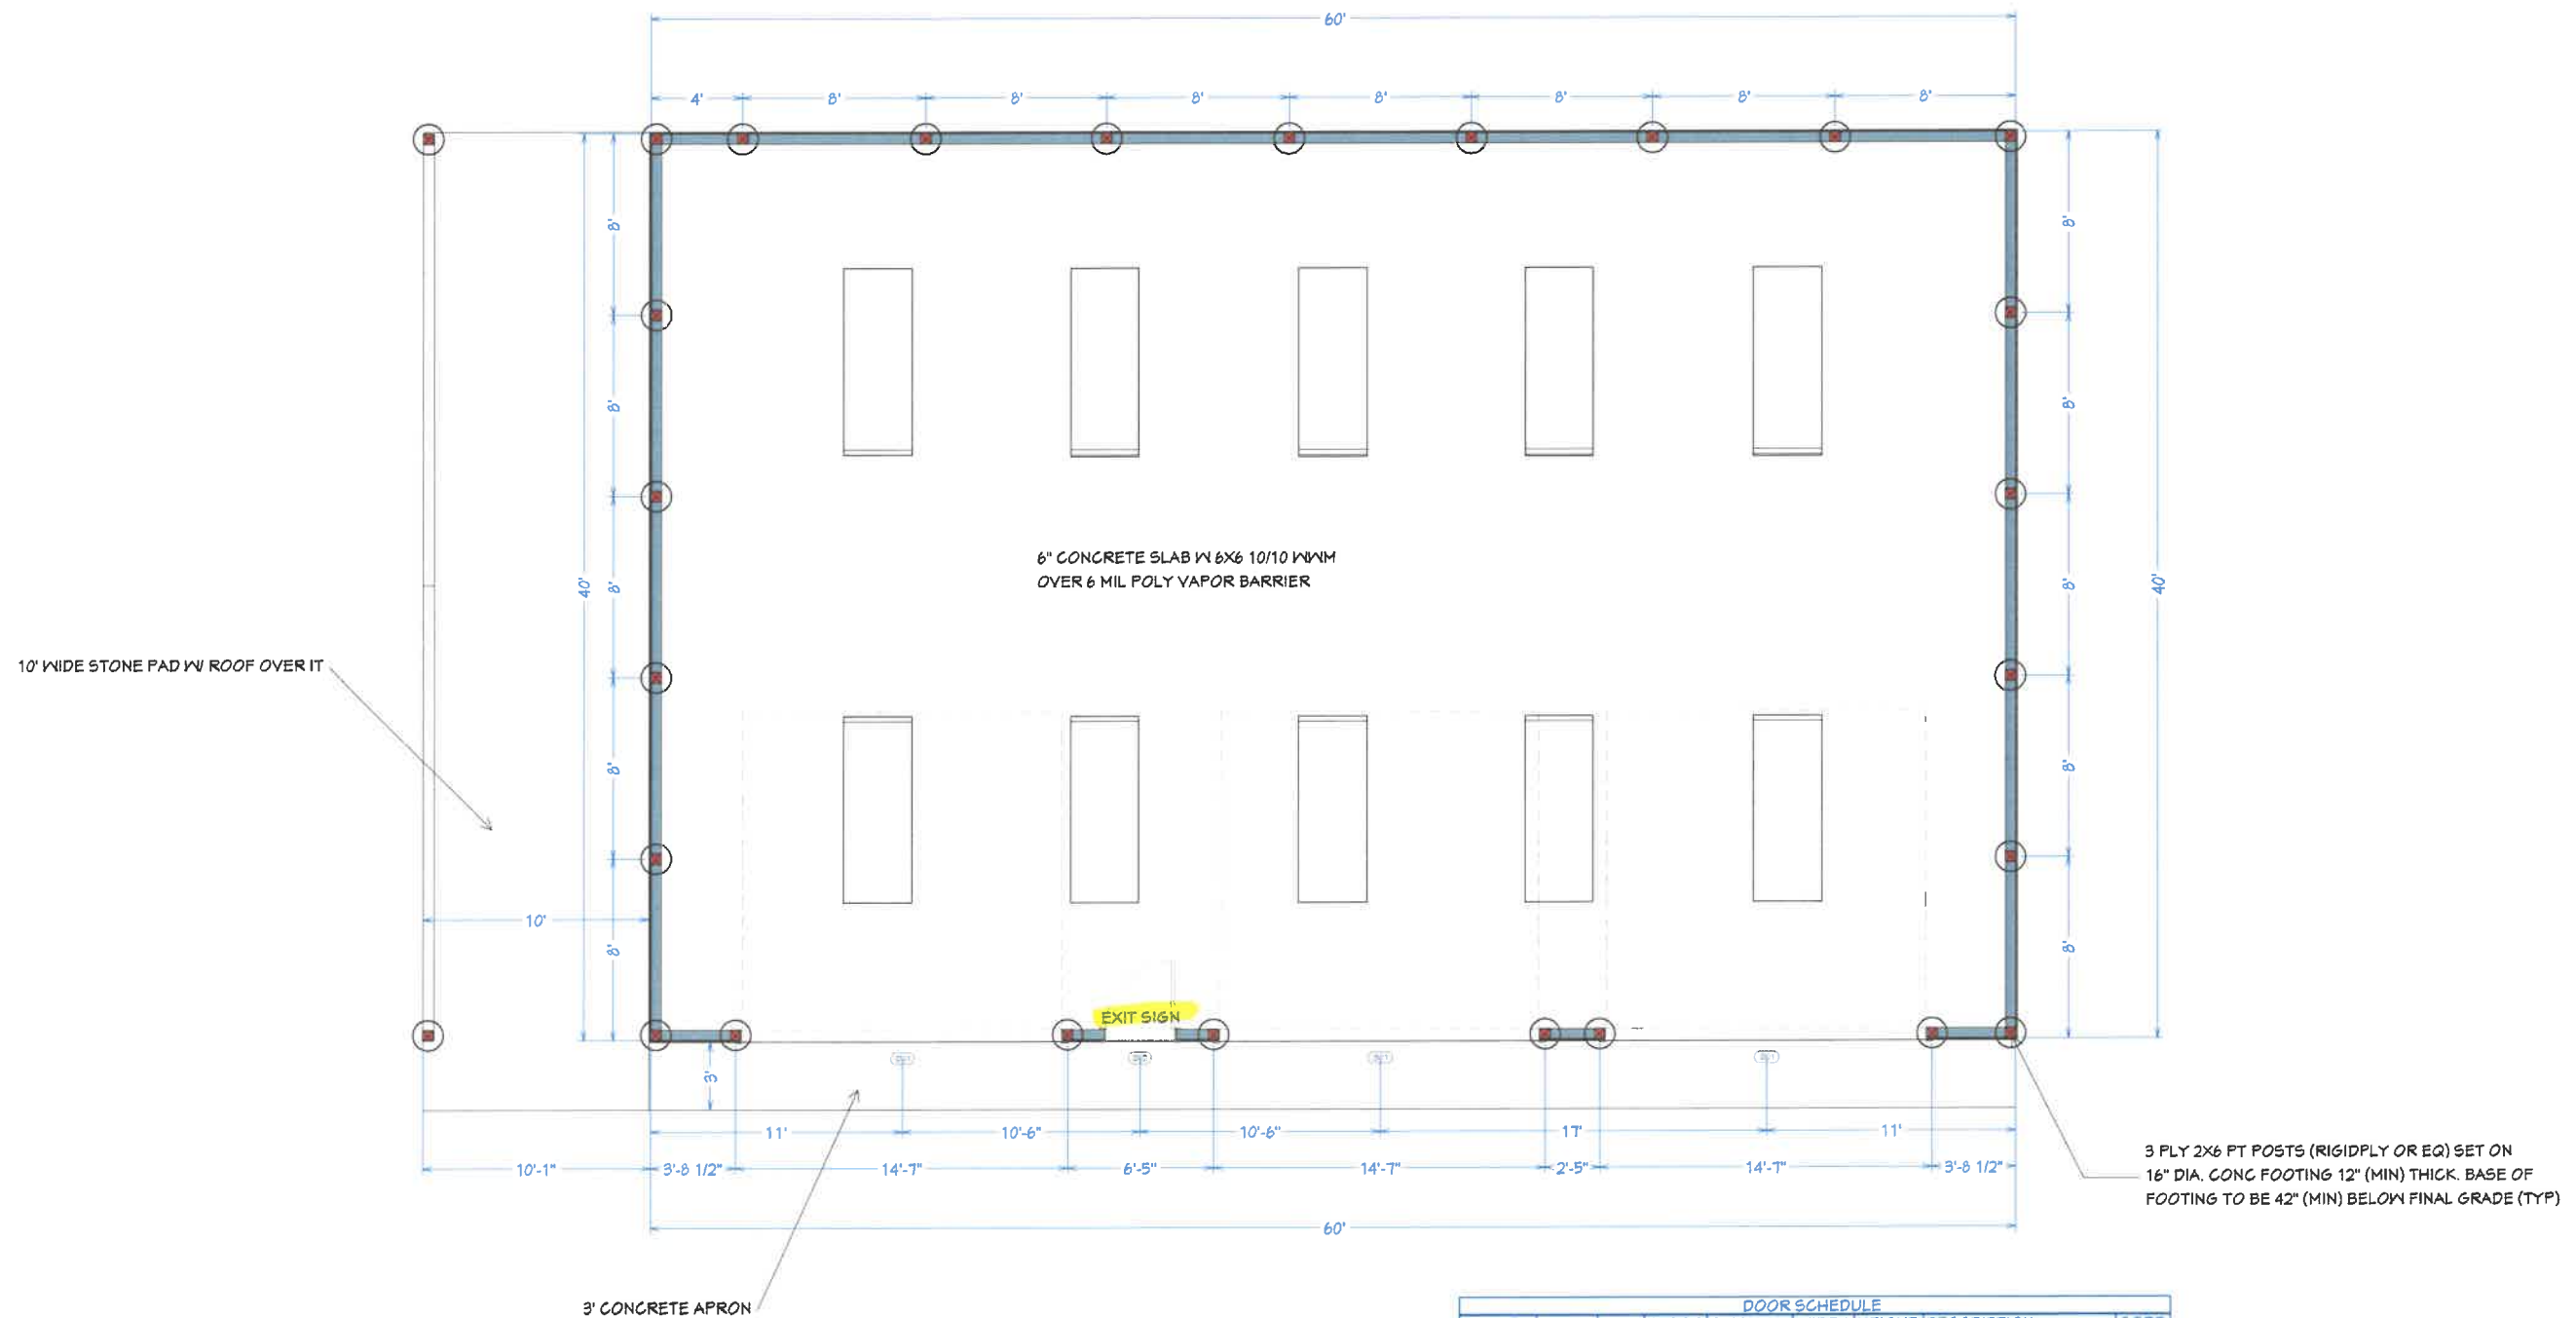 60'
4' 8' 8' 8' 8' 8' 8' 8'
8'
8'
8'
8'
8'
40'
8'
8'
8'
8'
8'
40'
6" CONCRETE SLAB W 6X6 10/10 WWM
OVER 6 MIL POLY VAPOR BARRIER
10' WIDE STONE PAD W/ ROOF OVER IT
10'
EXIT SIGN
3'
11' 10'-6" 10'-6" 17' 11'
10'-1" 3'-8 1/2" 14'-7" 6'-5" 14'-7" 2'-5" 14'-7" 3'-8 1/2"
60'
3 PLY 2X6 PT POSTS (RIGIDPLY OR EQ) SET ON
16" DIA. CONC FOOTING 12" (MIN) THICK. BASE OF
FOOTING TO BE 42" (MIN) BELOW FINAL GRADE (TYP)
3' CONCRETE APRON
DOOR SCHEDULE